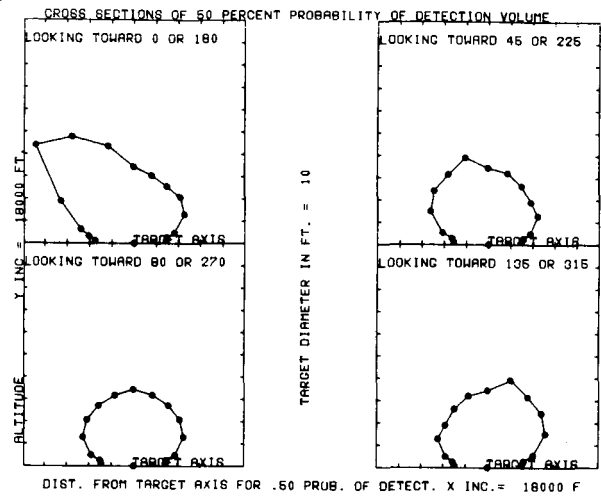 CROSS SECTIONS OF 50 PERCENT PROBABILITY OF DETECTION VOLUME
LOOKING TOWARD 0 OR 180
LOOKING TOWARD 45 OR 225
TARGET AXIS
TARGET AXIS
LOOKING TOWARD 90 OR 270
LOOKING TOWARD 135 OR 315
TARGET AXIS
TARGET AXIS
ALTITUDE Y INC = 18000 FT.
TARGET DIAMETER IN FT. = 10
DIST. FROM TARGET AXIS FOR .50 PROB. OF DETECT. X INC.= 18000 F